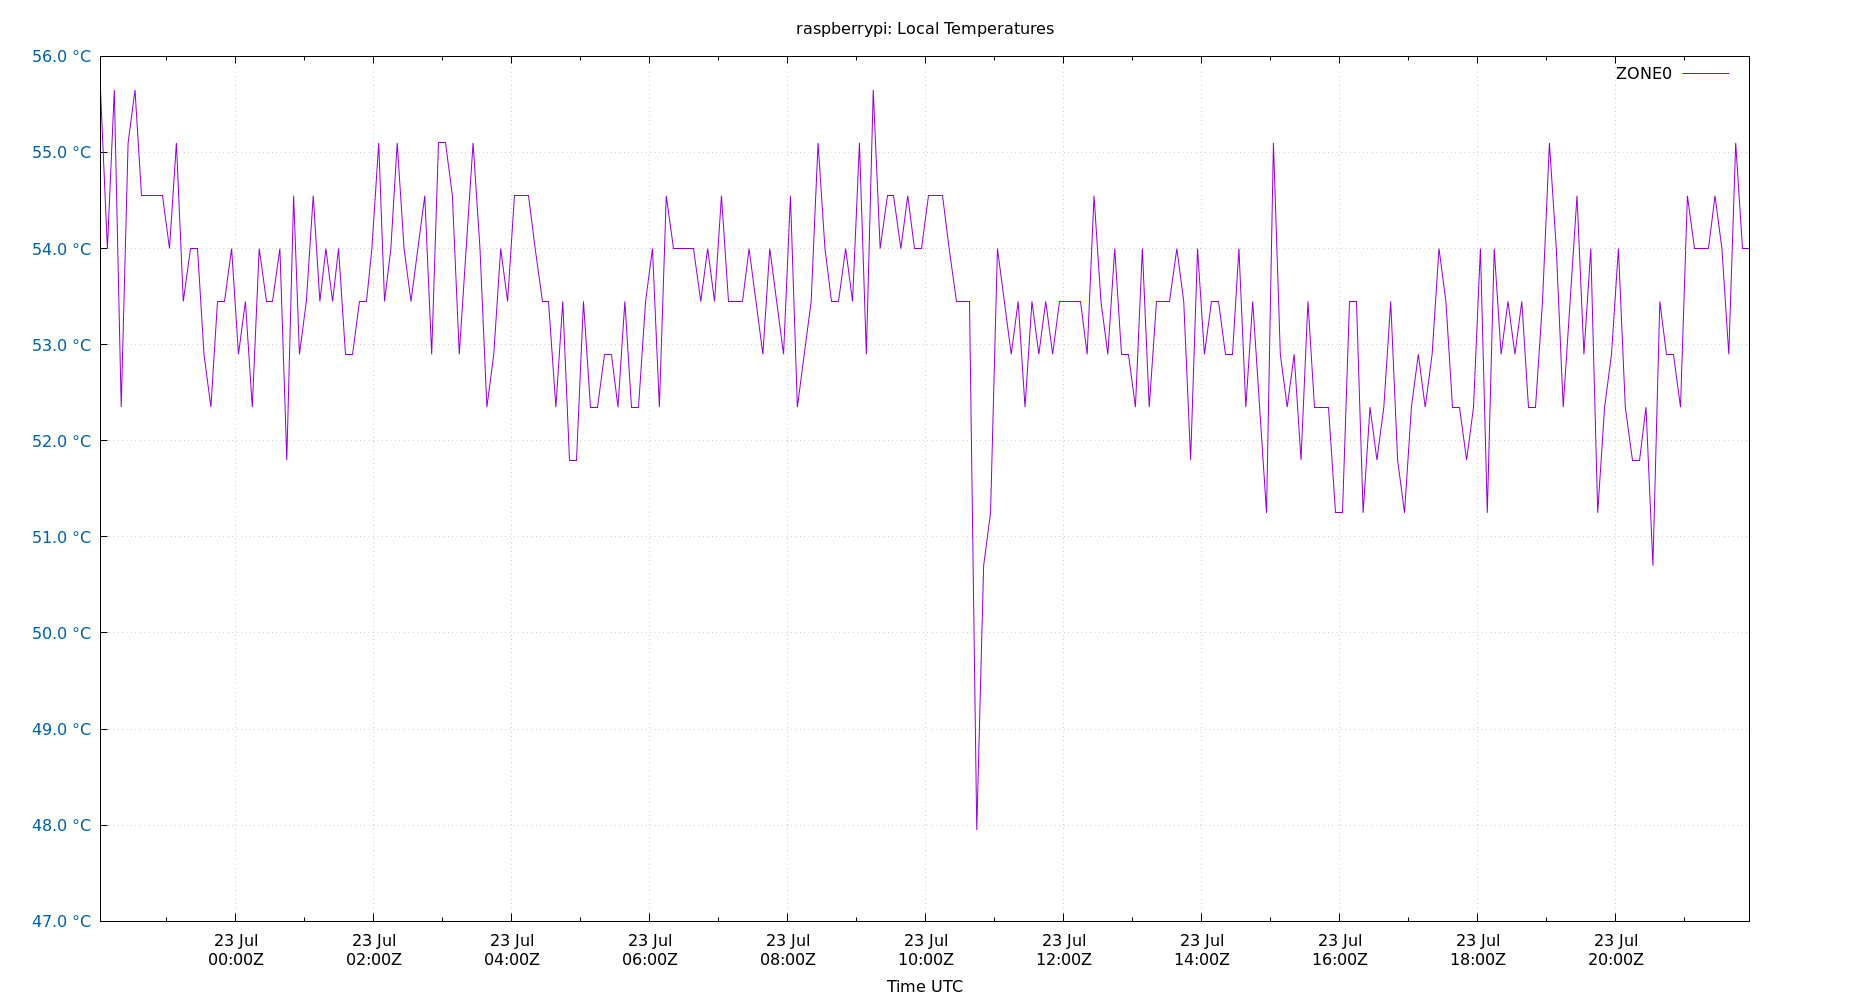 raspberrypi: Local Temperatures
56.0 °C
ZONE0
55.0 °C
54.0 °C
53.0 °C
52.0 °C
51.0 °C
50.0 °C
49.0 °C
48.0 °C
47.0 °C
23 Jul 23 Jul 23 Jul 23 Jul 23 Jul 23 Jul 23 Jul 23 Jul 23 Jul 23 Jul 23 Jul
00:00Z 02:00Z 04:00Z 06:00Z 08:00Z 10:00Z 12:00Z 14:00Z 16:00Z 18:00Z 20:00Z
Time UTC